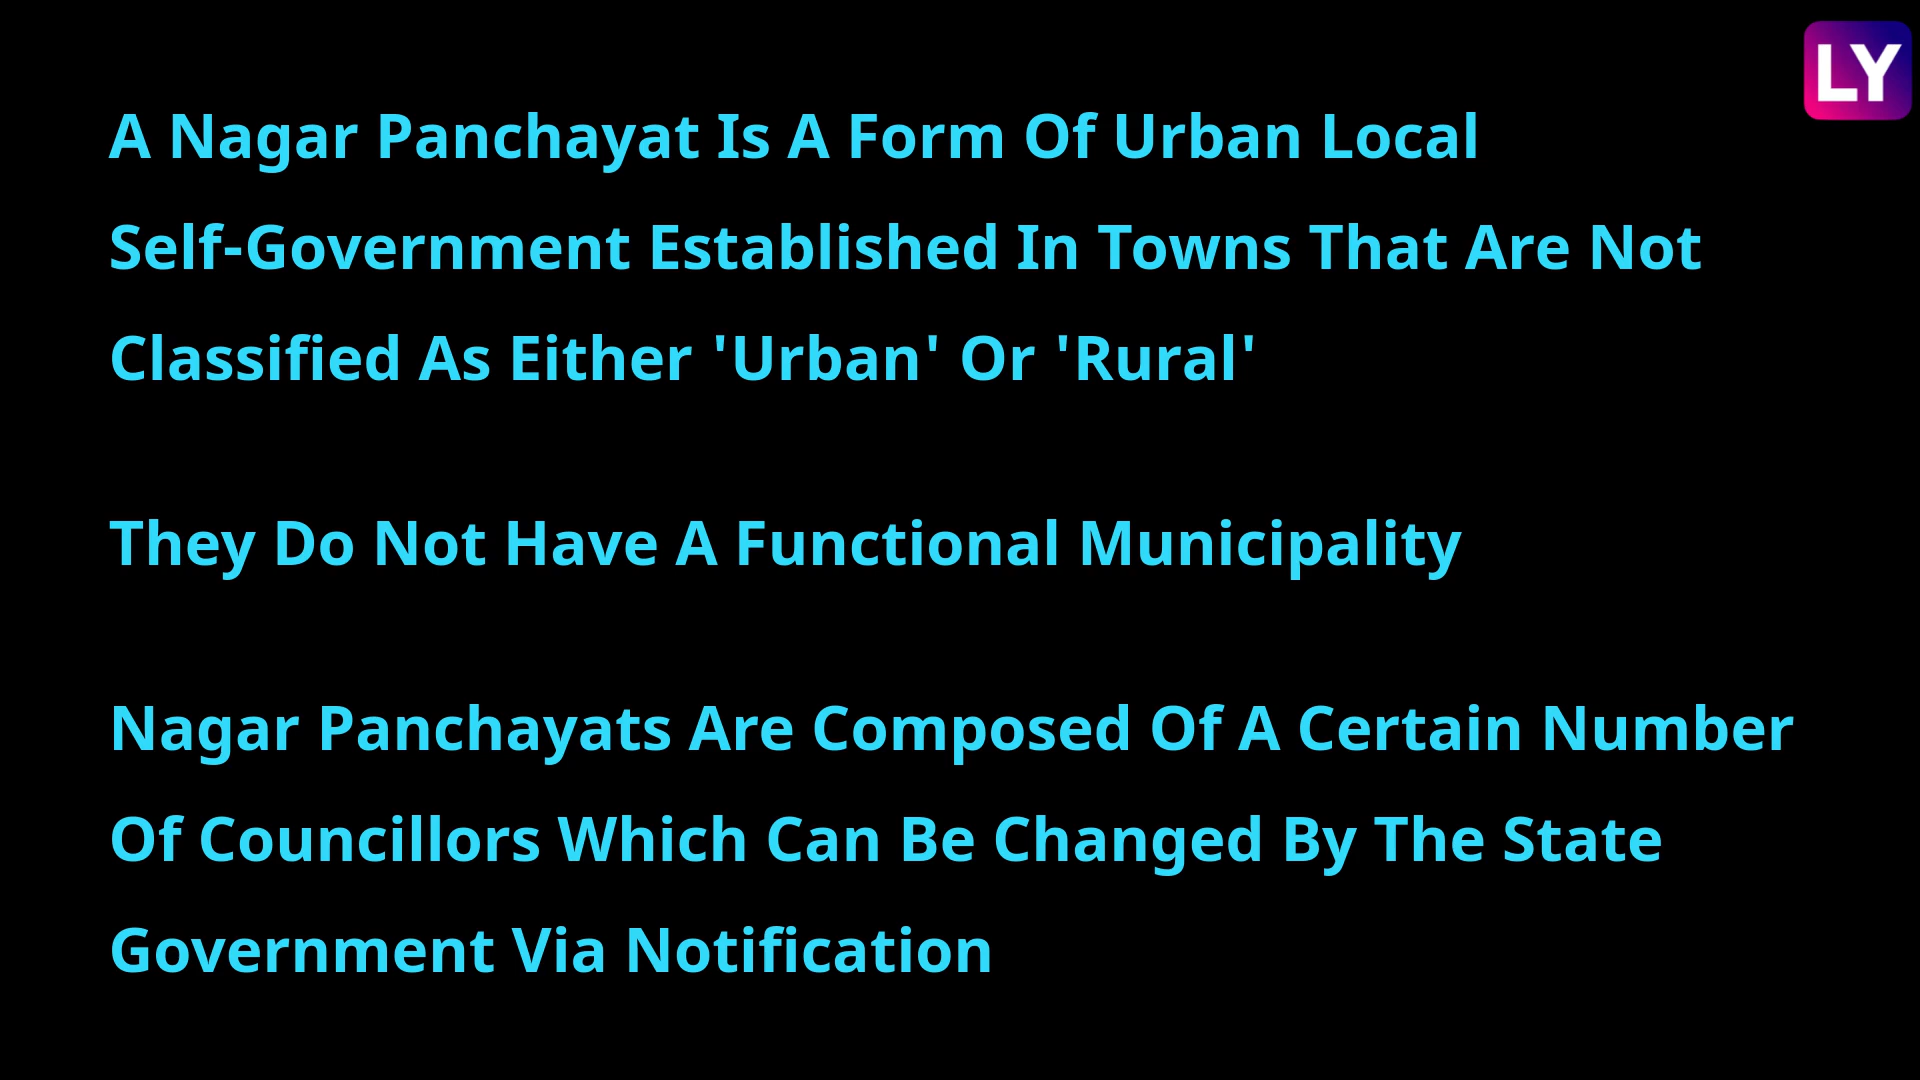 LY
A Nagar Panchayat Is A Form Of Urban Local
Self-Government Established In Towns That Are Not
Classified As Either 'Urban' Or 'Rural'
They Do Not Have A Functional Municipality
Nagar Panchayats Are Composed Of A Certain Number
Of Councillors Which Can Be Changed By The State
Government Via Notification